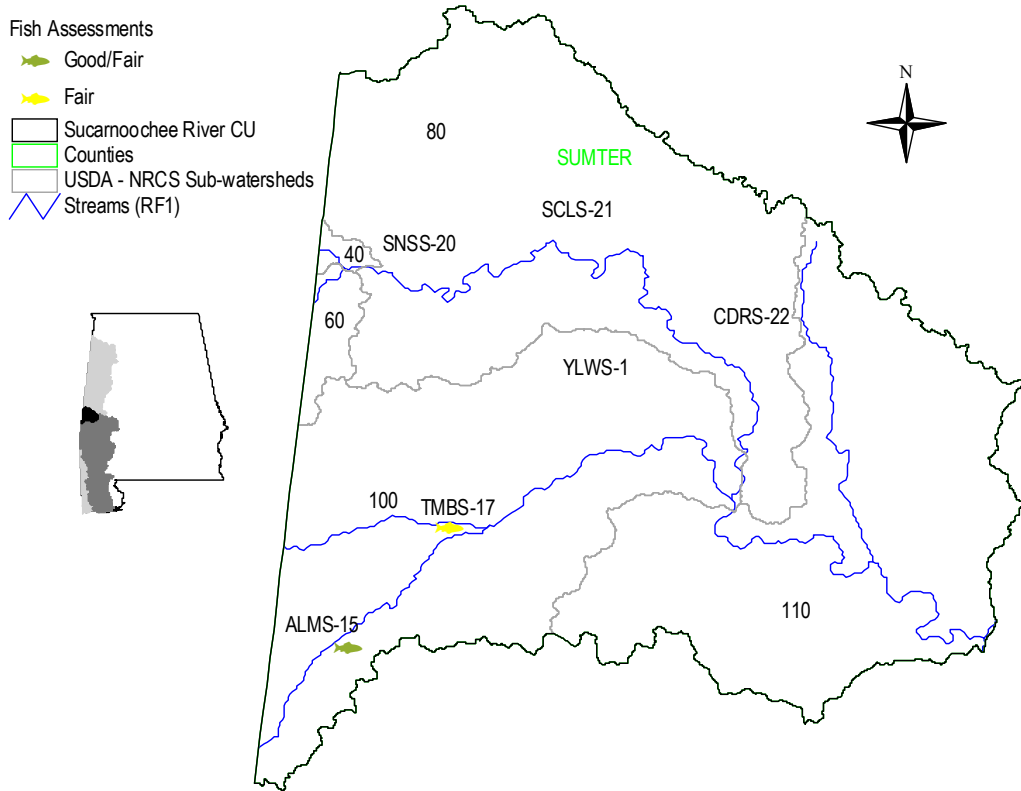 Fish Assessments
Good/Fair
Fair
Sucarnoochee River CU
Counties
USDA - NRCS Sub-watersheds
Streams (RF1)
N
80
SUMTER
SCLS-21
SNSS-20
40
60
CDRS-22
YLWS-1
100
TMBS-17
ALMS-15
110